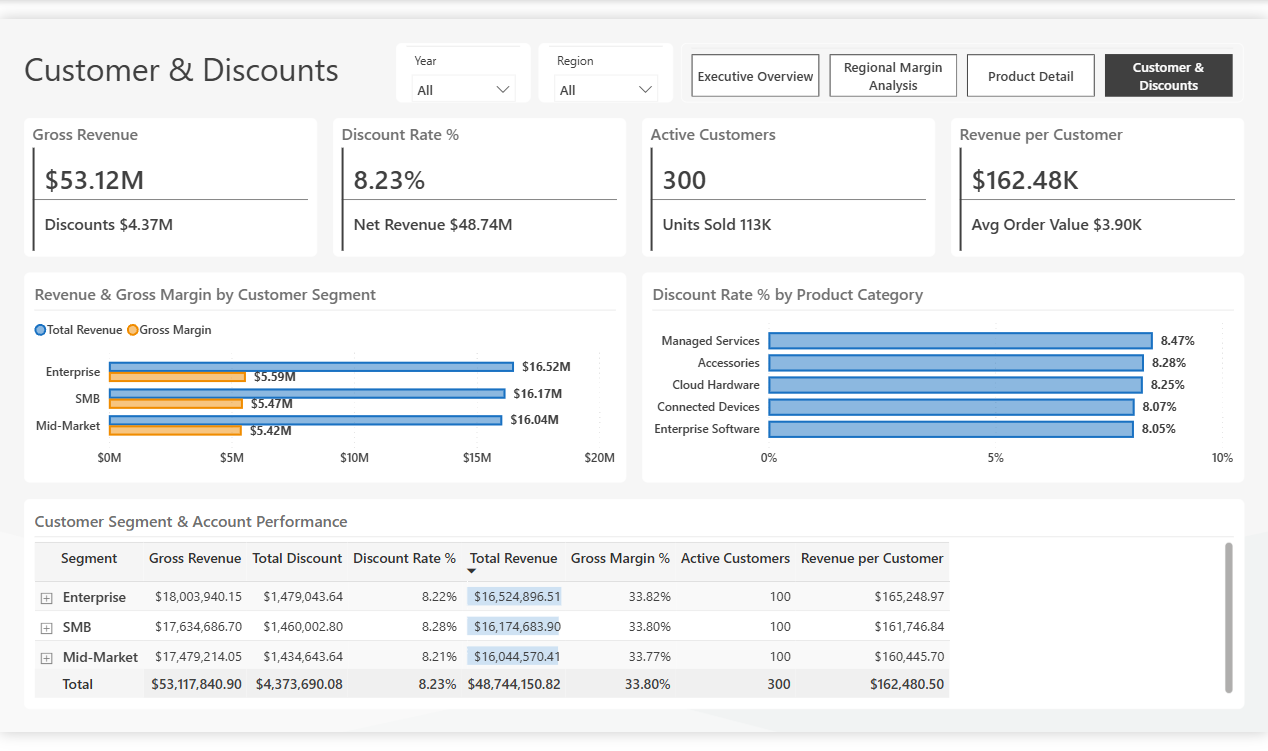 Customer & Discounts
Year
All
Region
All
Executive Overview
Regional Margin
Analysis
Product Detail
Customer &
Discounts
Gross Revenue
$53.12M
Discounts $4.37M
Discount Rate %
8.23%
Net Revenue $48.74M
Active Customers
300
Units Sold 113K
Revenue per Customer
$162.48K
Avg Order Value $3.90K
Revenue & Gross Margin by Customer Segment
Total Revenue Gross Margin
Enterprise $16.52M
$5.59M
SMB $16.17M
$5.47M
Mid-Market $16.04M
$5.42M
$0M $5M $10M $15M $20M
Discount Rate % by Product Category
Managed Services 8.47%
Accessories 8.28%
Cloud Hardware 8.25%
Connected Devices 8.07%
Enterprise Software 8.05%
0% 5% 10%
Customer Segment & Account Performance
Segment Gross Revenue Total Discount Discount Rate % Total Revenue Gross Margin % Active Customers Revenue per Customer
Enterprise $18,003,940.15 $1,479,043.64 8.22% $16,524,896.51 33.82% 100 $165,248.97
SMB $17,634,686.70 $1,460,002.80 8.28% $16,174,683.90 33.80% 100 $161,746.84
Mid-Market $17,479,214.05 $1,434,643.64 8.21% $16,044,570.41 33.77% 100 $160,445.70
Total $53,117,840.90 $4,373,690.08 8.23% $48,744,150.82 33.80% 300 $162,480.50